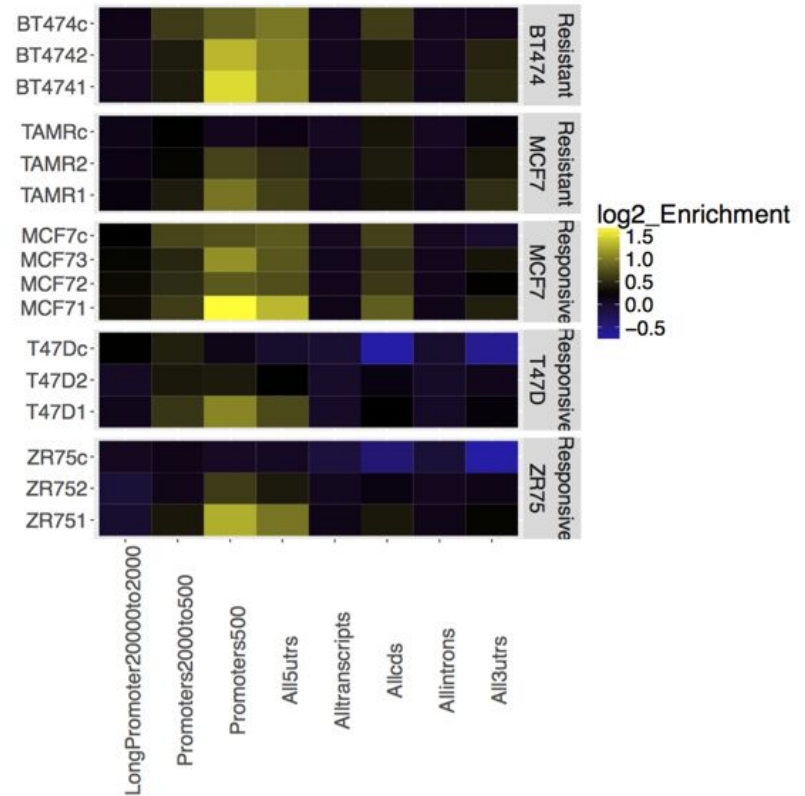 BT474c
BT4742
BT4741
Resistant
BT474
TAMRc
TAMR2
TAMR1
Resistant
MCF7
MCF7c
MCF73
MCF72
MCF71
Responsive
MCF7
T47Dc
T47D2
T47D1
Responsive
T47D
ZR75c
ZR752
ZR751
Responsive
ZR75
log2_Enrichment
1.5
1.0
0.5
0.0
−0.5
LongPromoter20000to2000
Promoters2000to500
Promoters500
All5utrs
Alltranscripts
Allcds
Allintrons
All3utrs